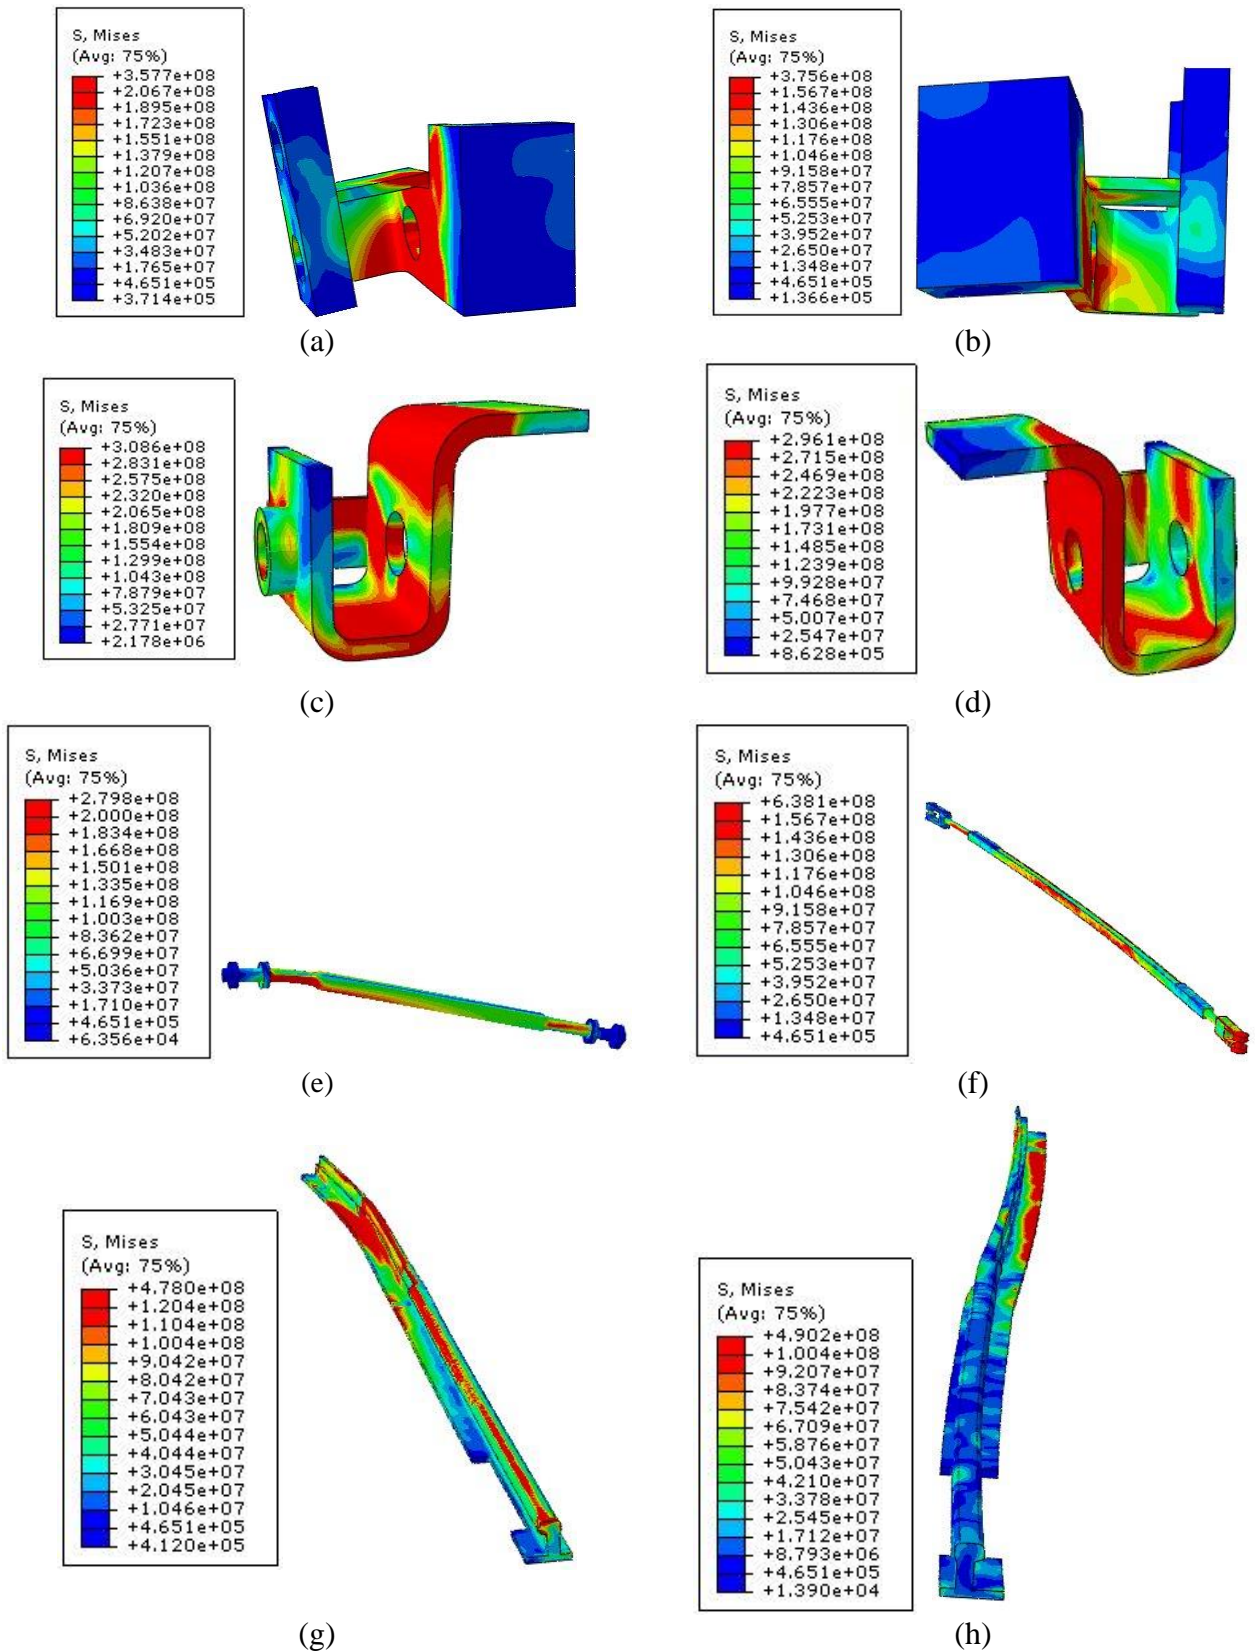 S, Mises
(Avg: 75%)
+3.577e+08
+2.067e+08
+1.895e+08
+1.723e+08
+1.551e+08
+1.379e+08
+1.207e+08
+1.036e+08
+8.638e+07
+6.920e+07
+5.202e+07
+3.483e+07
+1.765e+07
+4.651e+05
+3.714e+05
(a)
S, Mises
(Avg: 75%)
+3.756e+08
+1.567e+08
+1.436e+08
+1.306e+08
+1.176e+08
+1.046e+08
+9.158e+07
+7.857e+07
+6.555e+07
+5.253e+07
+3.952e+07
+2.650e+07
+1.348e+07
+4.651e+05
+1.366e+05
(b)
S, Mises
(Avg: 75%)
+3.086e+08
+2.831e+08
+2.575e+08
+2.320e+08
+2.065e+08
+1.809e+08
+1.554e+08
+1.299e+08
+1.043e+08
+7.879e+07
+5.325e+07
+2.771e+07
+2.178e+06
(c)
S, Mises
(Avg: 75%)
+2.961e+08
+2.715e+08
+2.469e+08
+2.223e+08
+1.977e+08
+1.731e+08
+1.485e+08
+1.239e+08
+9.928e+07
+7.468e+07
+5.007e+07
+2.547e+07
+8.628e+05
(d)
S, Mises
(Avg: 75%)
+2.798e+08
+2.000e+08
+1.834e+08
+1.668e+08
+1.501e+08
+1.335e+08
+1.169e+08
+1.003e+08
+8.362e+07
+6.699e+07
+5.036e+07
+3.373e+07
+1.710e+07
+4.651e+05
+6.356e+04
(e)
S, Mises
(Avg: 75%)
+6.381e+08
+1.567e+08
+1.436e+08
+1.306e+08
+1.176e+08
+1.046e+08
+9.158e+07
+7.857e+07
+6.555e+07
+5.253e+07
+3.952e+07
+2.650e+07
+1.348e+07
+4.651e+05
(f)
S, Mises
(Avg: 75%)
+4.780e+08
+1.204e+08
+1.104e+08
+1.004e+08
+9.042e+07
+8.042e+07
+7.043e+07
+6.043e+07
+5.044e+07
+4.044e+07
+3.045e+07
+2.045e+07
+1.046e+07
+4.651e+05
+4.120e+05
(g)
S, Mises
(Avg: 75%)
+4.902e+08
+1.004e+08
+9.207e+07
+8.374e+07
+7.542e+07
+6.709e+07
+5.876e+07
+5.043e+07
+4.210e+07
+3.378e+07
+2.545e+07
+1.712e+07
+8.793e+06
+4.651e+05
+1.390e+04
(h)